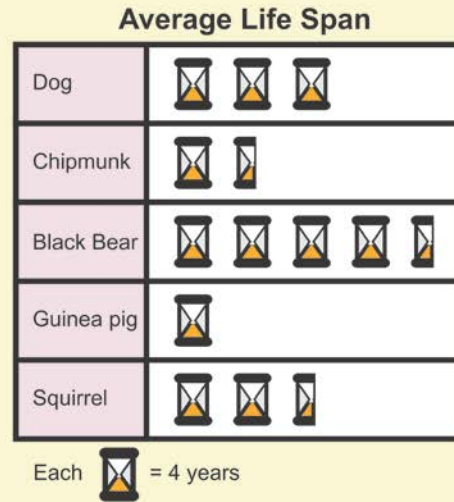 Average Life Span
Dog
Chipmunk
Black Bear
Guinea pig
Squirrel
Each = 4 years